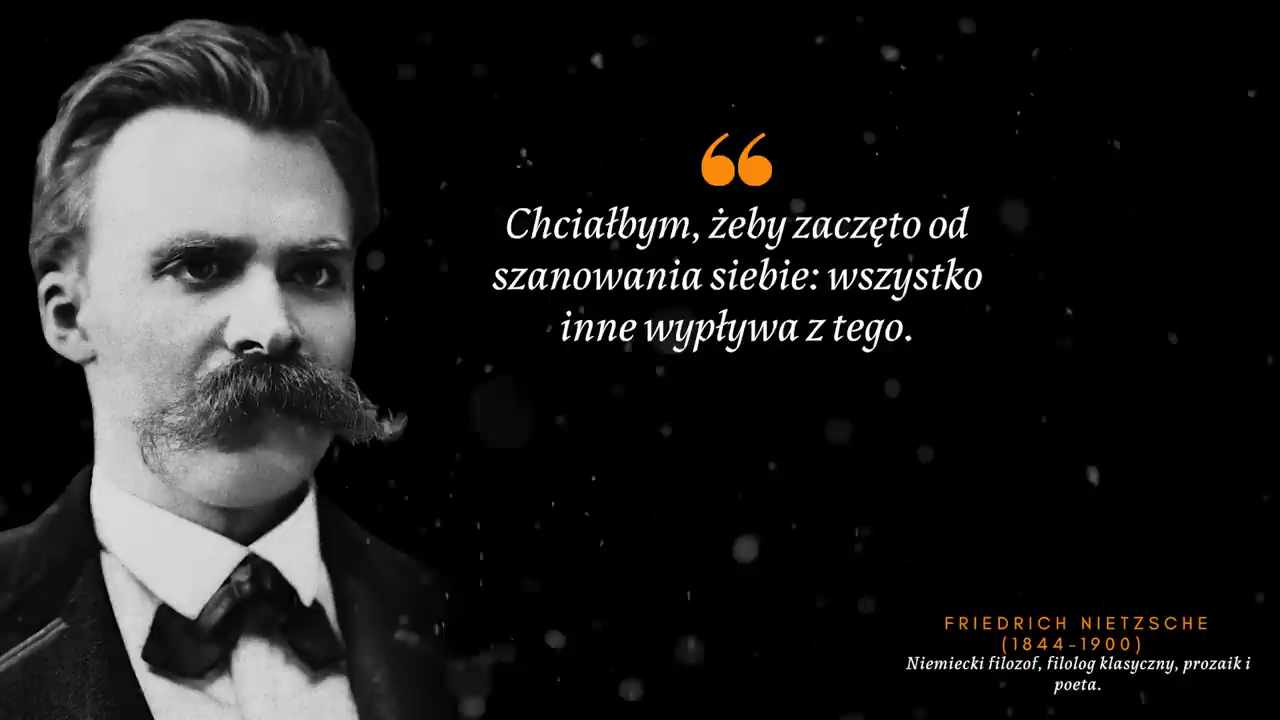 Chciałbym, żeby zaczęto od
szanowania siebie: wszystko
inne wypływa z tego.
FRIEDRICH NIETZSCHE
(1844-1900)
Niemiecki filozof, filolog klasyczny, prozaik i
poeta.